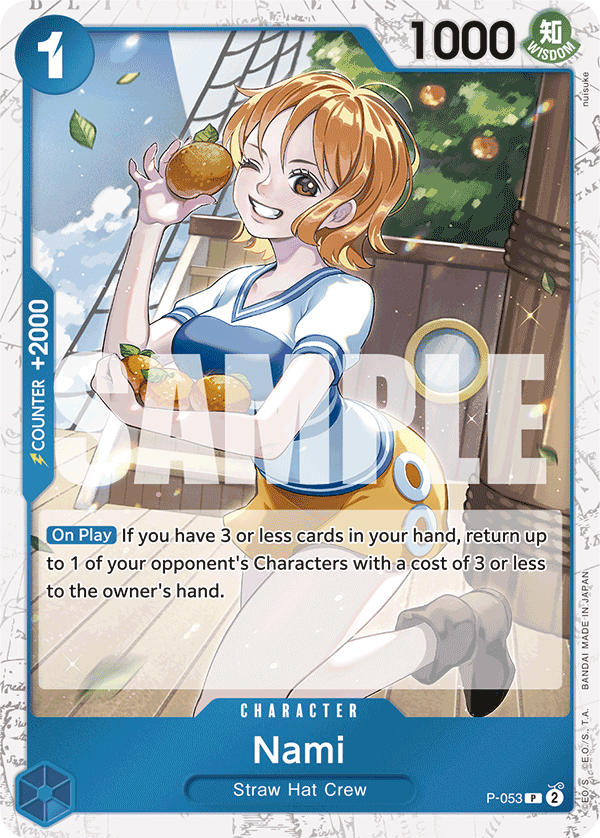 1
1000
知
WISDOM
nuisuke
COUNTER +2000
SAMPLE
On Play If you have 3 or less cards in your hand, return up
to 1 of your opponent's Characters with a cost of 3 or less
to the owner's hand.
CHARACTER
Nami
Straw Hat Crew
P-053 P 2
©E.O./S. ©E.O./S., T.A. BANDAI MADE IN JAPAN